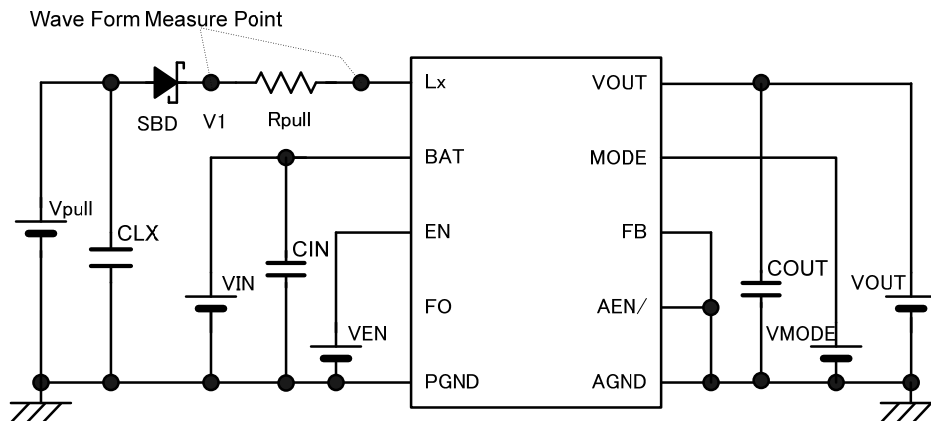 Wave Form Measure Point
SBD
V1
Rpull
Lx
VOUT
BAT
MODE
Vpull
CLX
EN
FB
CIN
VIN
COUT
VOUT
FO
AEN/
VEN
VMODE
PGND
AGND